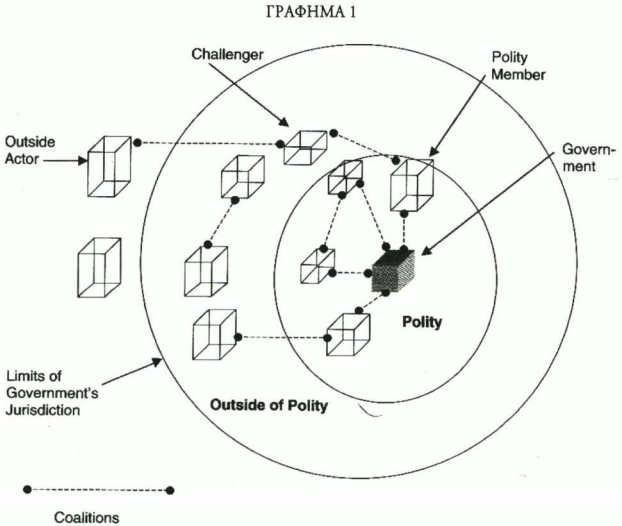 ΓΡΑΦΗΜΑ 1
Challenger
Polity
Member
Outside
Actor
Govern-
ment
Polity
Limits of
Government's
Jurisdiction
Outside of Polity
Coalitions